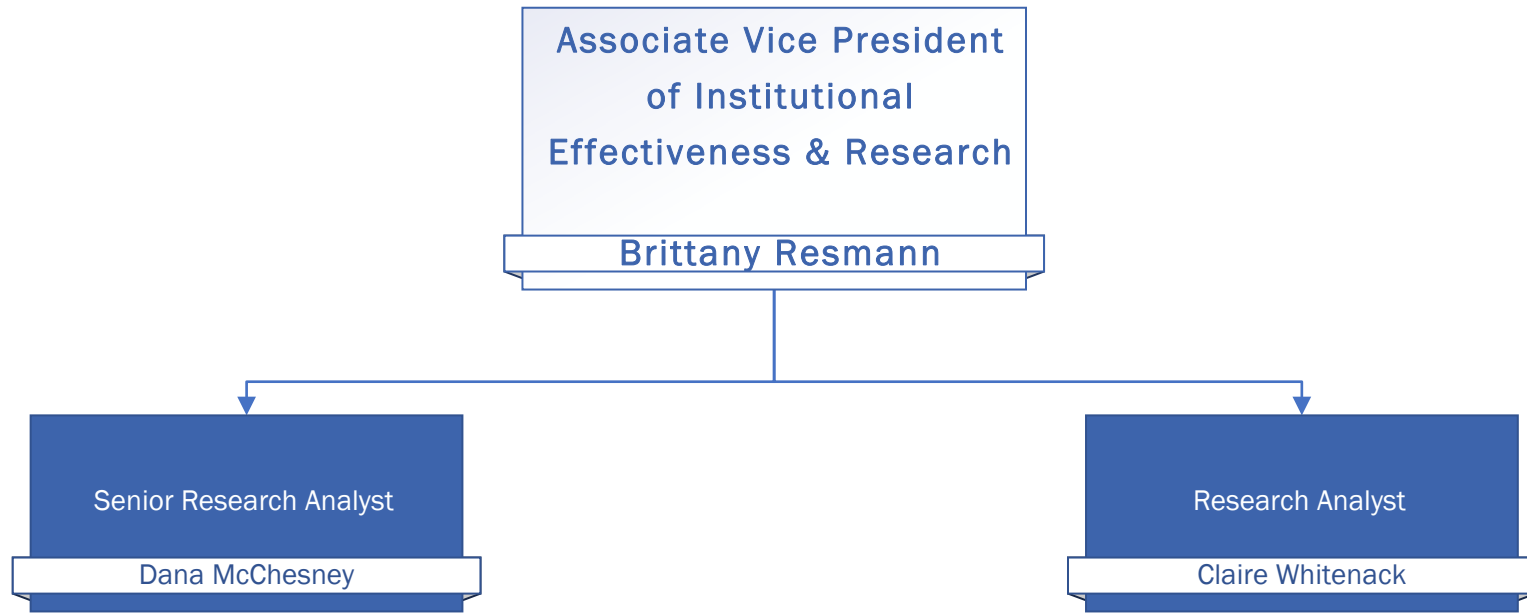 Associate Vice President
of Institutional
Effectiveness & Research
Brittany Resmann
Senior Research Analyst
Dana McChesney
Research Analyst
Claire Whitenack